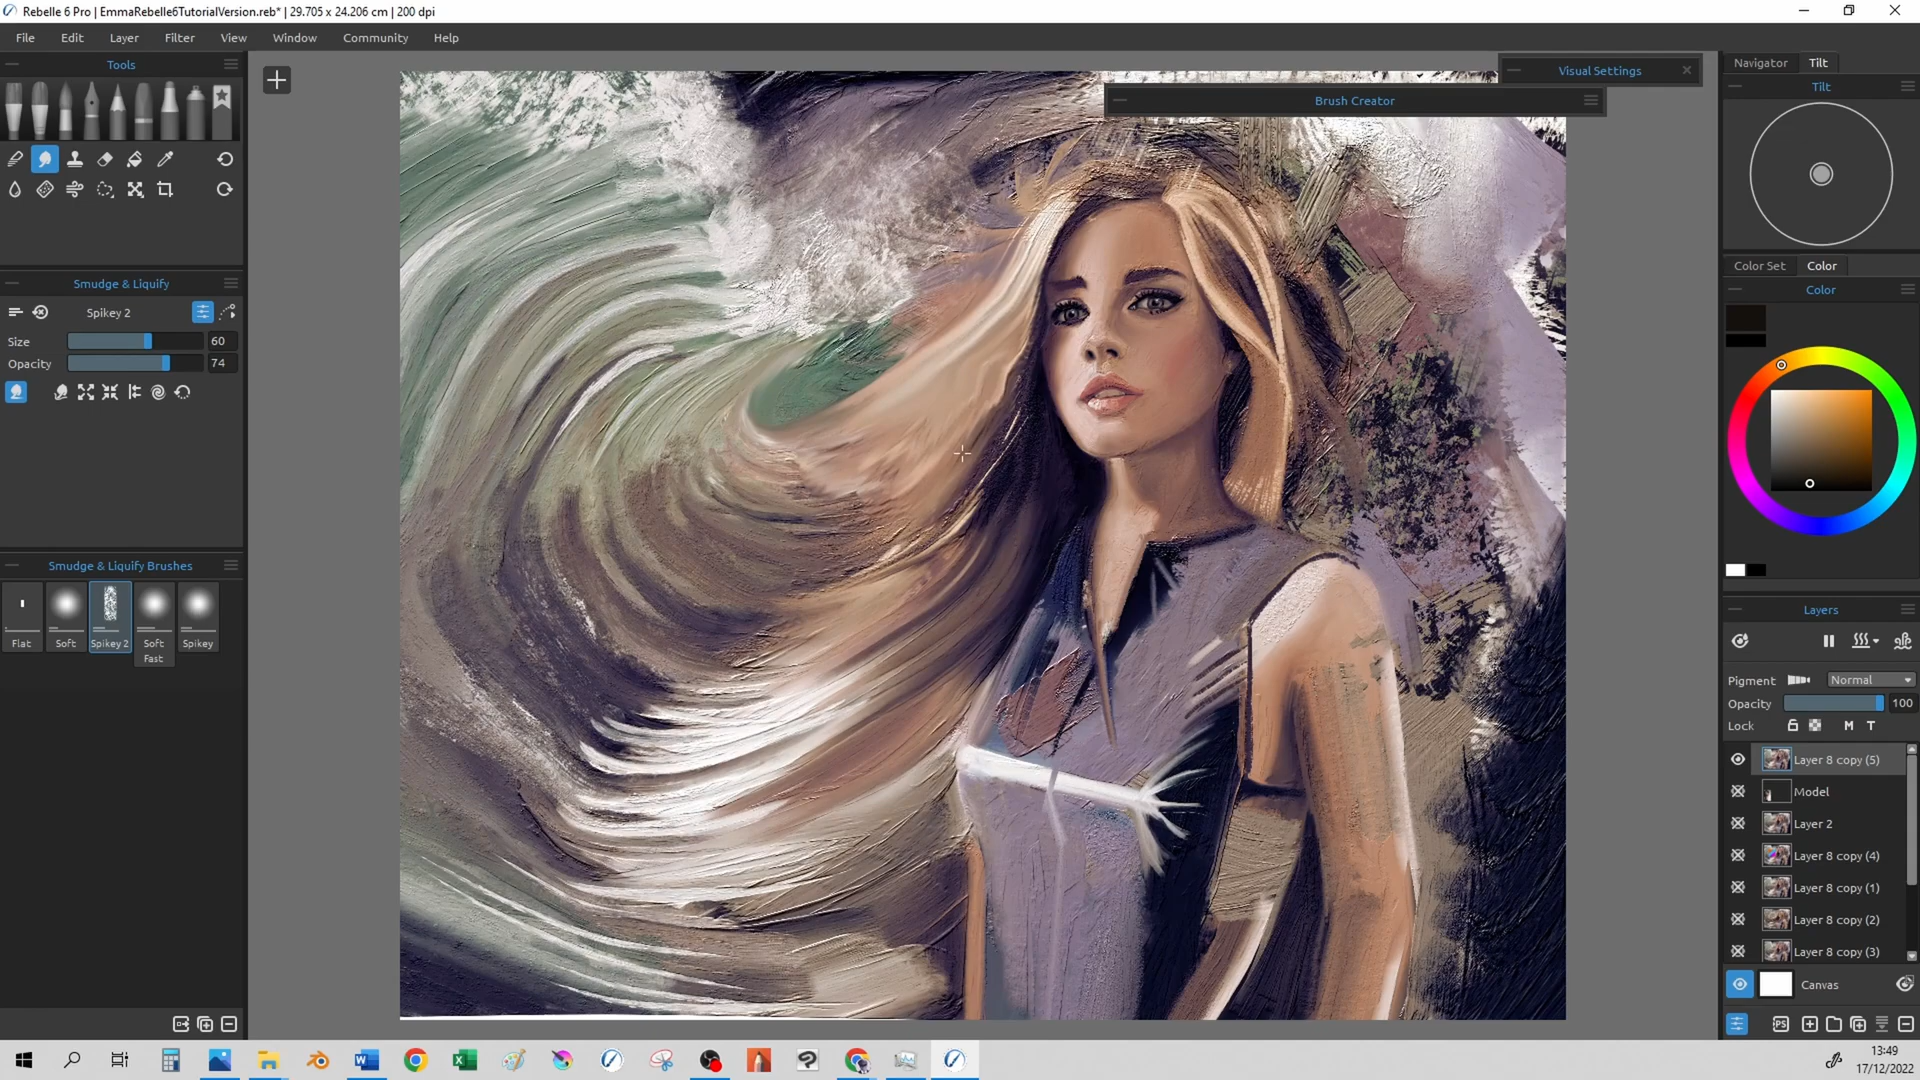 Rebelle 6 Pro | EmmaRebelle6TutorialVersion.reb* | 29.705 x 24.206 cm | 200 dpi
File Edit Layer Filter View Window Community Help
Tools
Visual Settings
Brush Creator
Navigator Tilt
Tilt
Color Set Color
Color
Smudge & Liquify
Spikey 2
Size 60
Opacity 74
Smudge & Liquify Brushes
Flat Soft Spikey 2 Soft Fast Spikey
Layers
Pigment Normal
Opacity 100
Lock M T
Layer 8 copy (5)
Model
Layer 2
Layer 8 copy (4)
Layer 8 copy (1)
Layer 8 copy (2)
Layer 8 copy (3)
Canvas
PS
13:49
17/12/2022